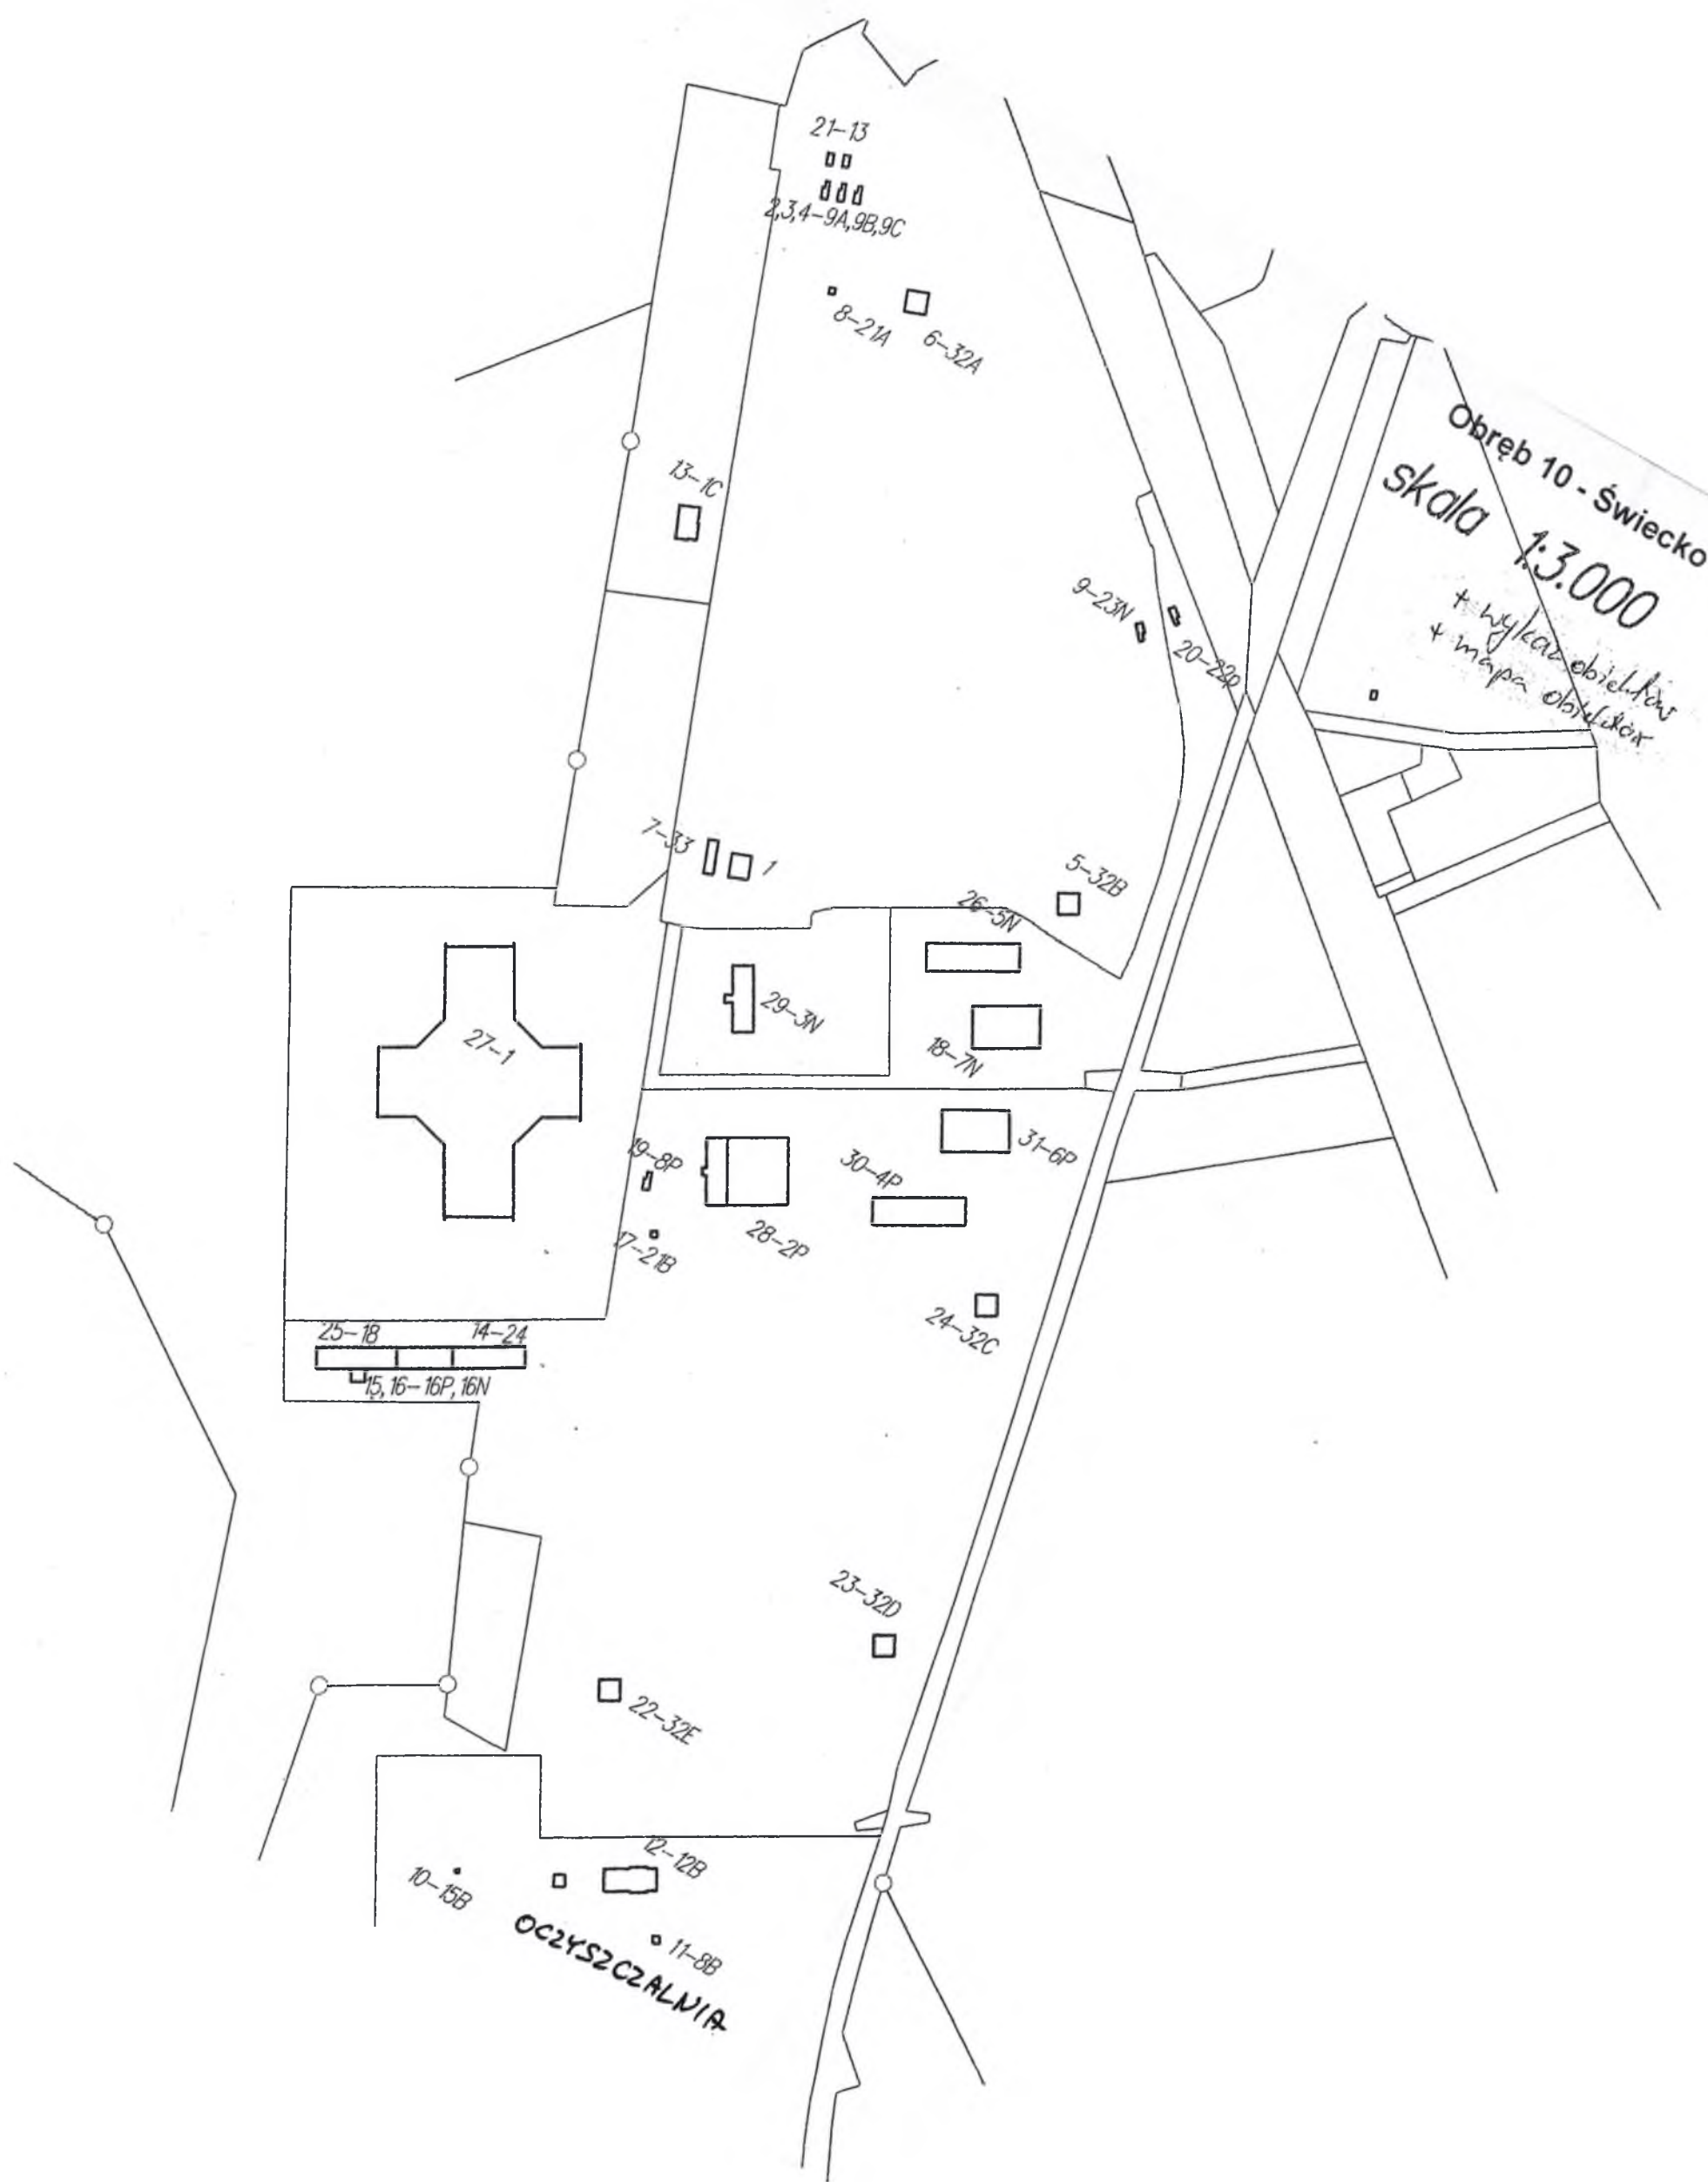 21-13
2,3,4-9A,9B,9C
8-21A
6-32A
Obręb 10 - Świecko
skala 1:3.000
+ wykaz obiektów
+ mapa obiektów
13-1C
9-23N
20-22p
7-33
1
5-32B
26-5N
29-3N
27-1
18-7N
31-6P
19-8P
30-4P
28-2P
17-21B
24-32C
25-18
14-24
15,16-16P,16N
23-32D
22-32E
12-12B
10-15B
11-8B
OCZYSZCZALNIA